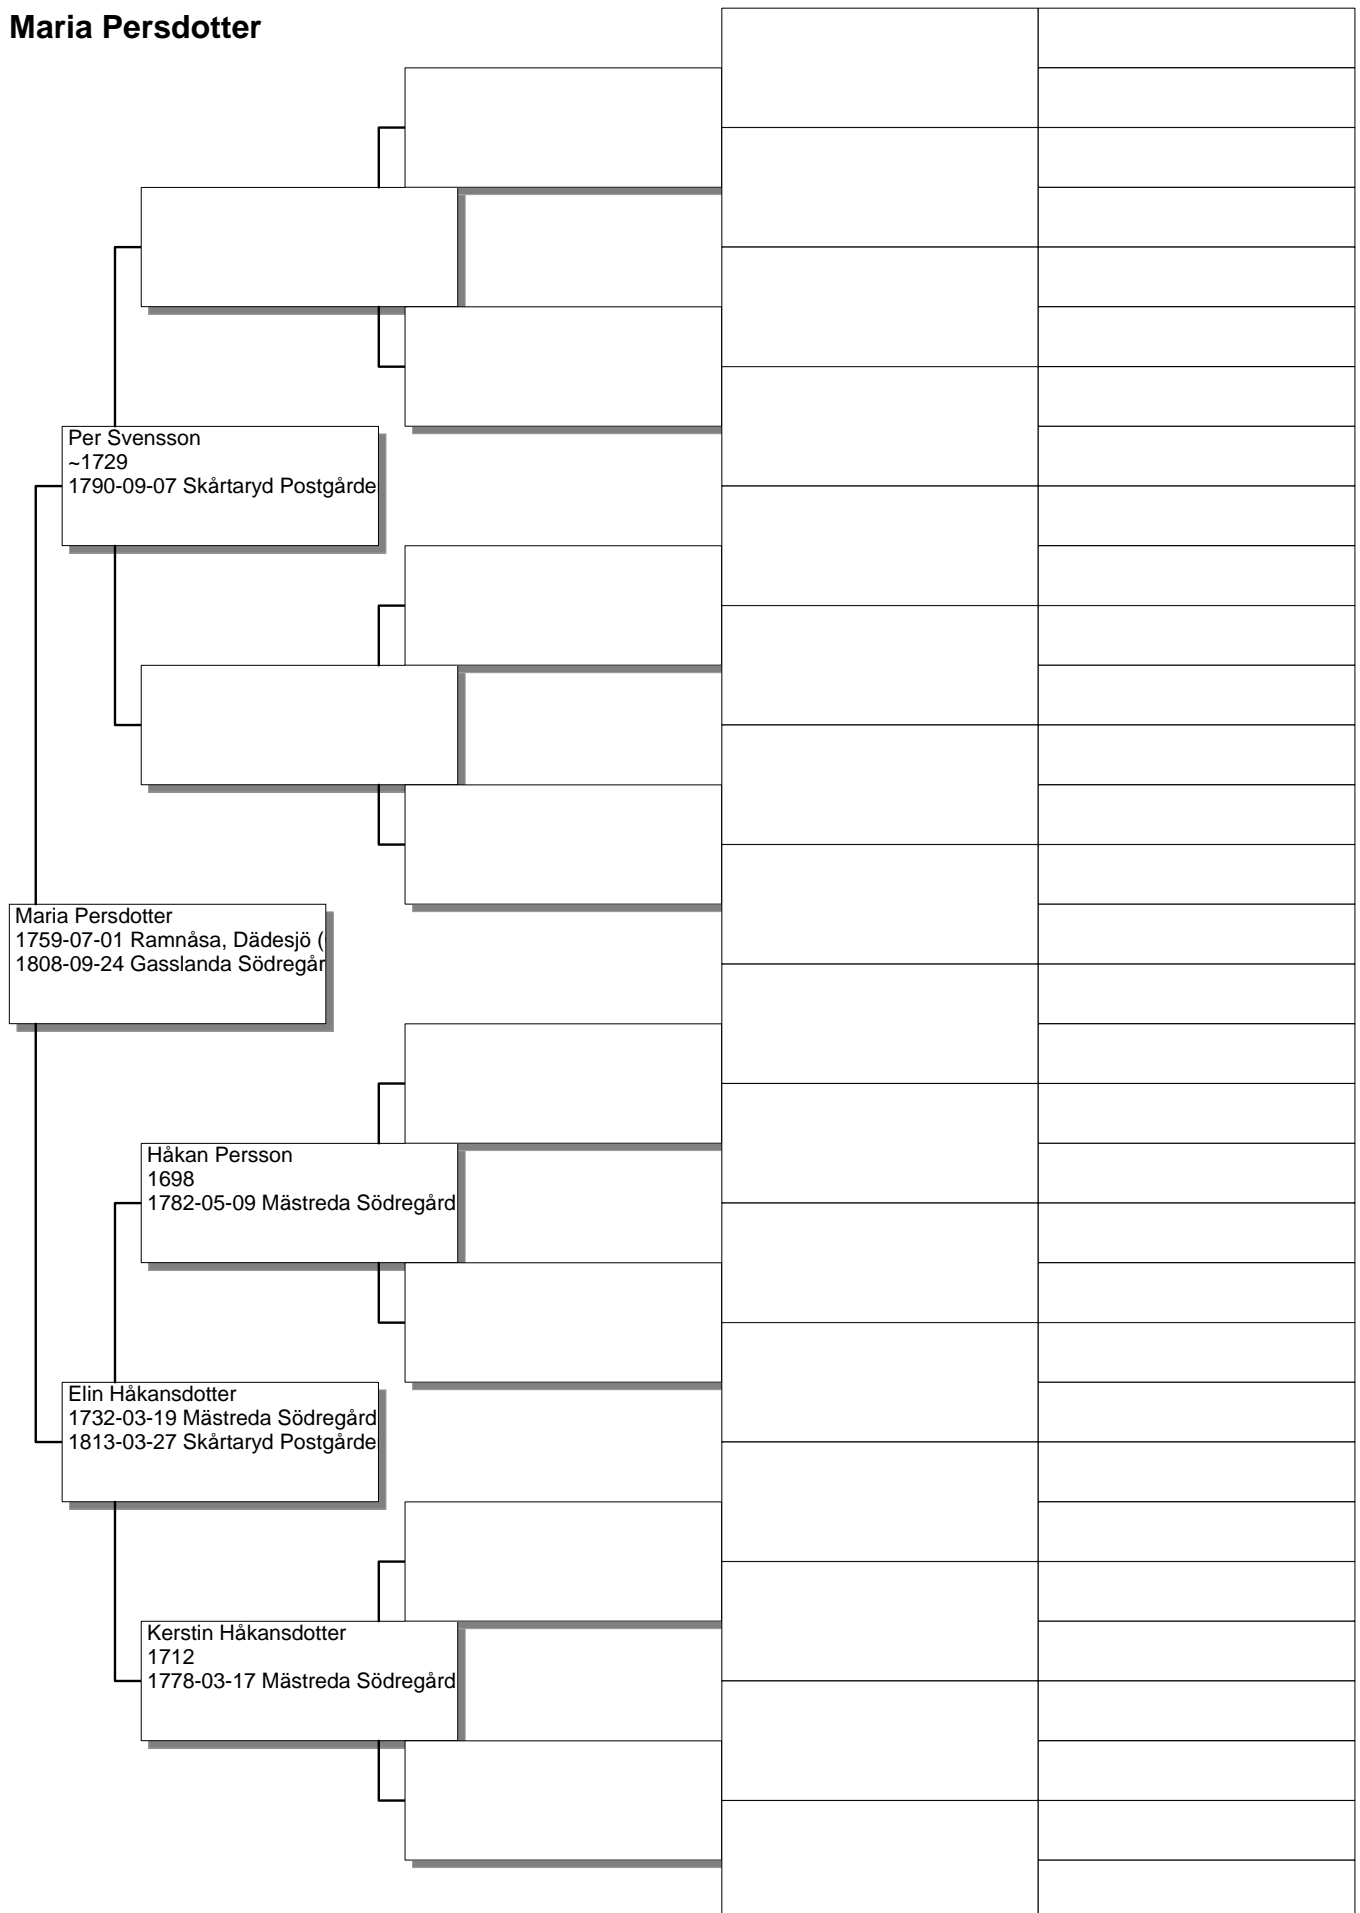 Maria Persdotter
Per Svensson
~1729
1790-09-07 Skårtaryd Postgårde
Maria Persdotter
1759-07-01 Ramnåsa, Dädesjö (
1808-09-24 Gasslanda Södregår
Håkan Persson
1698
1782-05-09 Mästreda Södregård
Elin Håkansdotter
1732-03-19 Mästreda Södregård
1813-03-27 Skårtaryd Postgårde
Kerstin Håkansdotter
1712
1778-03-17 Mästreda Södregård